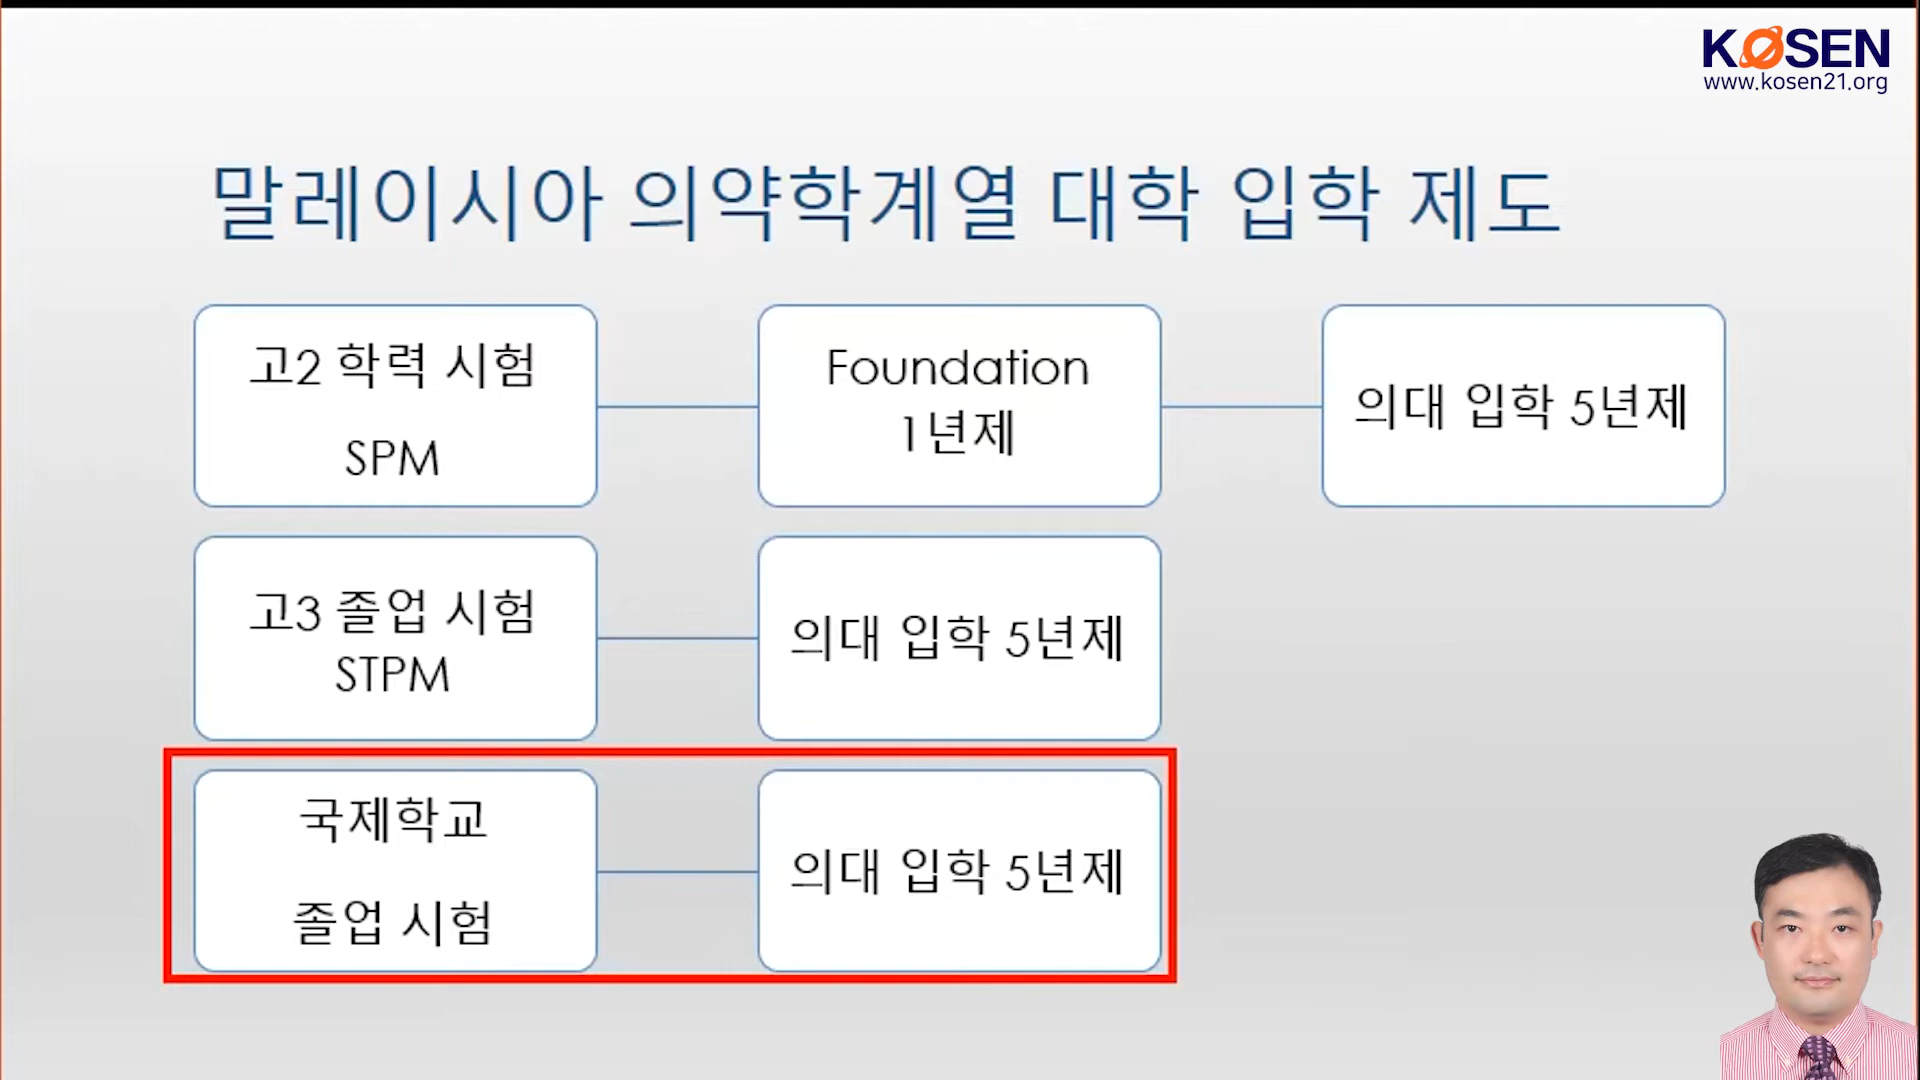 KOSEN
www.kosen21.org
말레이시아 의약학계열 대학 입학 제도
고2 학력 시험
SPM
Foundation
1년제
의대 입학 5년제
고3 졸업 시험
STPM
의대 입학 5년제
국제학교
졸업 시험
의대 입학 5년제